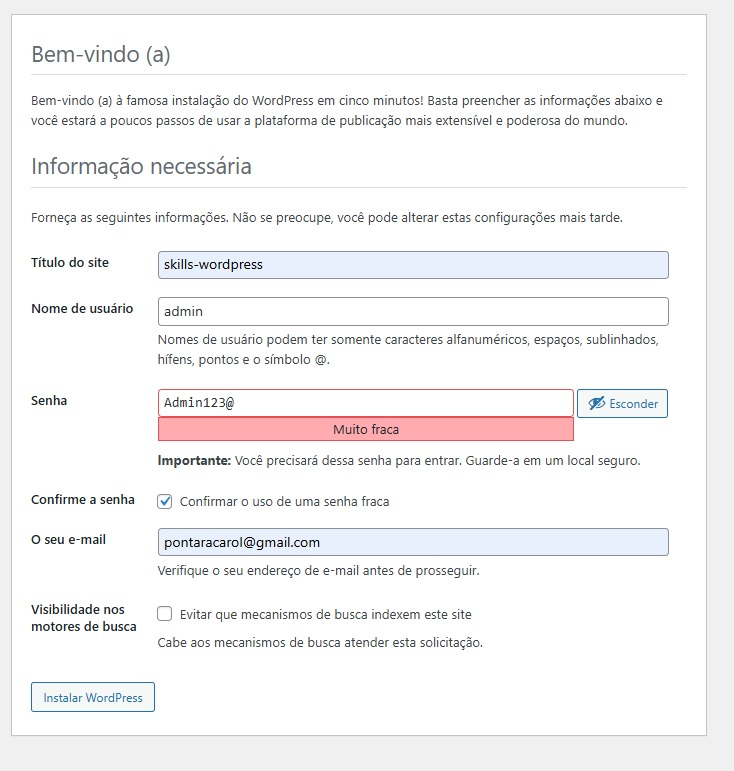 Bem-vindo (a)
Bem-vindo (a) à famosa instalação do WordPress em cinco minutos! Basta preencher as informações abaixo e
você estará a poucos passos de usar a plataforma de publicação mais extensível e poderosa do mundo.
Informação necessária
Forneça as seguintes informações. Não se preocupe, você pode alterar estas configurações mais tarde.
Título do site
skills-wordpress
Nome de usuário
admin
Nomes de usuário podem ter somente caracteres alfanuméricos, espaços, sublinhados,
hífens, pontos e o símbolo @.
Senha
Admin123@
Esconder
Muito fraca
Importante: Você precisará dessa senha para entrar. Guarde-a em um local seguro.
Confirme a senha
Confirmar o uso de uma senha fraca
O seu e-mail
pontaracarol@gmail.com
Verifique o seu endereço de e-mail antes de prosseguir.
Visibilidade nos
motores de busca
Evitar que mecanismos de busca indexem este site
Cabe aos mecanismos de busca atender esta solicitação.
Instalar WordPress